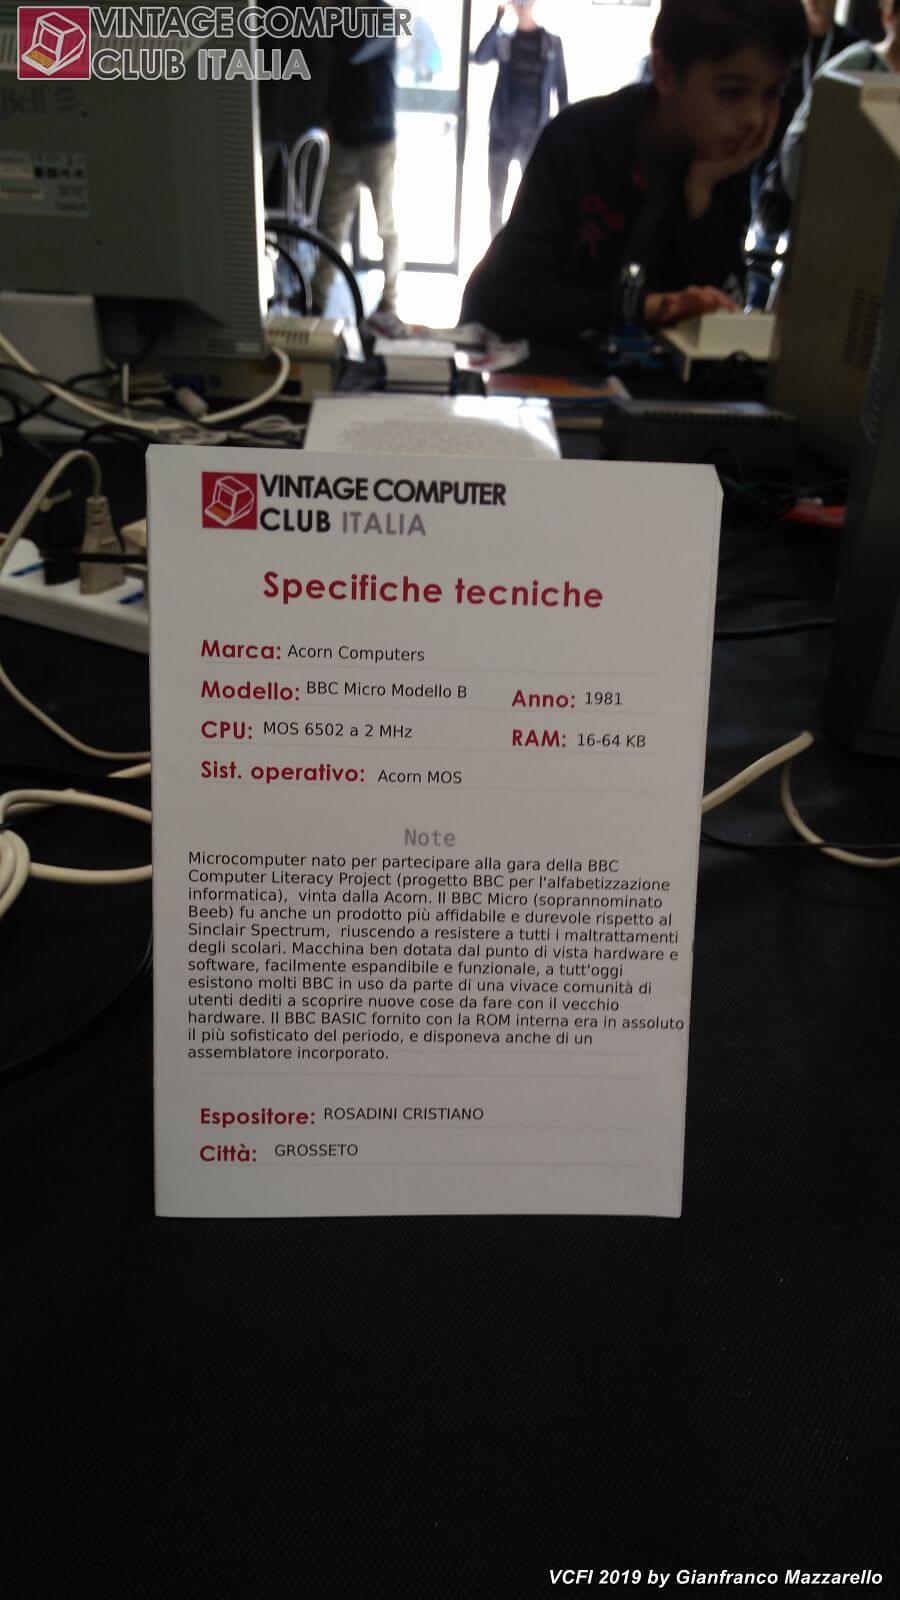 VINTAGE COMPUTER
CLUB ITALIA
Bell
VINTAGE COMPUTER
CLUB ITALIA
Specifiche tecniche
Marca: Acorn Computers
Modello: BBC Micro Modello B Anno: 1981
CPU: MOS 6502 a 2 MHz RAM: 16-64 KB
Sist. operativo: Acorn MOS
Note
Microcomputer nato per partecipare alla gara della BBC
Computer Literacy Project (progetto BBC per l'alfabetizzazione
informatica), vinta dalla Acorn. Il BBC Micro (soprannominato
Beeb) fu anche un prodotto più affidabile e durevole rispetto al
Sinclair Spectrum, riuscendo a resistere a tutti i maltrattamenti
degli scolari. Macchina ben dotata dal punto di vista hardware e
software, facilmente espandibile e funzionale, a tutt'oggi
esistono molti BBC in uso da parte di una vivace comunità di
utenti dediti a scoprire nuove cose da fare con il vecchio
hardware. Il BBC BASIC fornito con la ROM interna era in assoluto
il più sofisticato del periodo, e disponeva anche di un
assemblatore incorporato.
Espositore: ROSADINI CRISTIANO
Città: GROSSETO
VCFI 2019 by Gianfranco Mazzarello